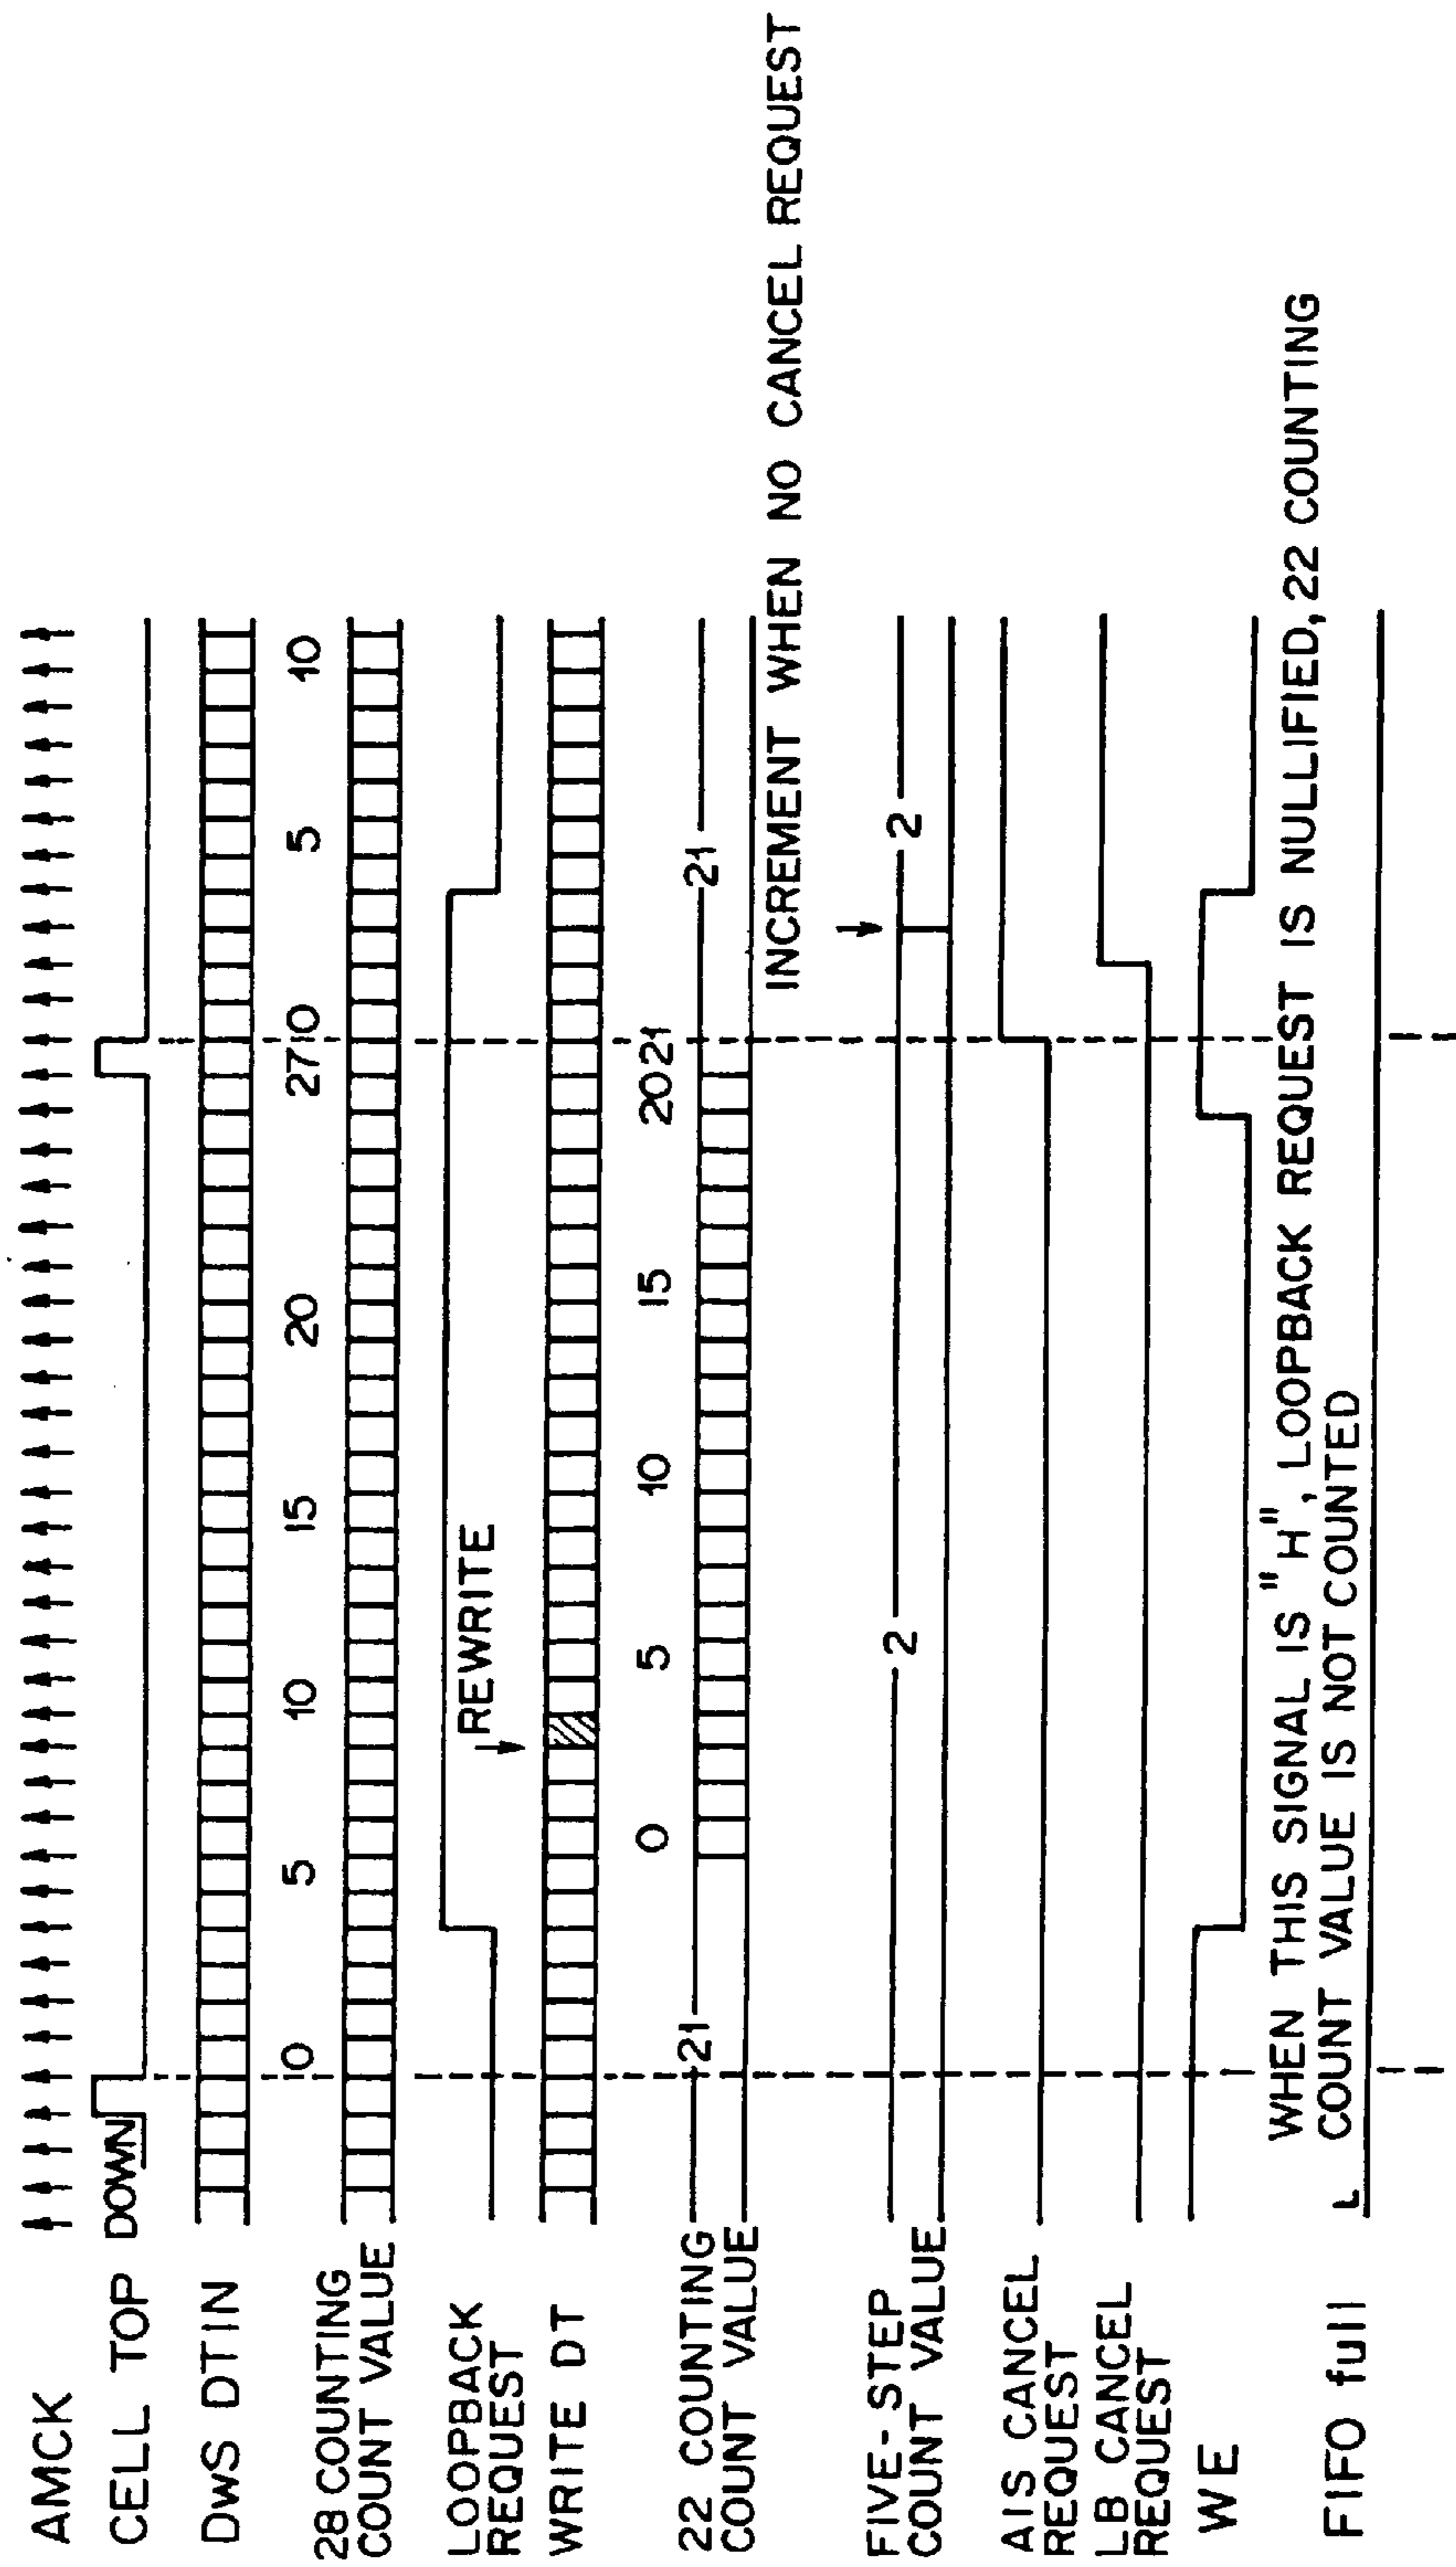 AMCK
CELL TOP DOWN
DwS DTIN
0 5 10 15 20 27 0 5 10
28 COUNTING
COUNT VALUE
LOOPBACK
REQUEST
REWRITE
WRITE DT
0 5 10 15 20 21
22 COUNTING
COUNT VALUE
21 21
INCREMENT WHEN NO CANCEL REQUEST
FIVE-STEP
COUNT VALUE
2 2
AIS CANCEL
REQUEST
LB CANCEL
REQUEST
WE
WHEN THIS SIGNAL IS "H", LOOPBACK REQUEST IS NULLIFIED, 22 COUNTING
COUNT VALUE IS NOT COUNTED
FIFO full L